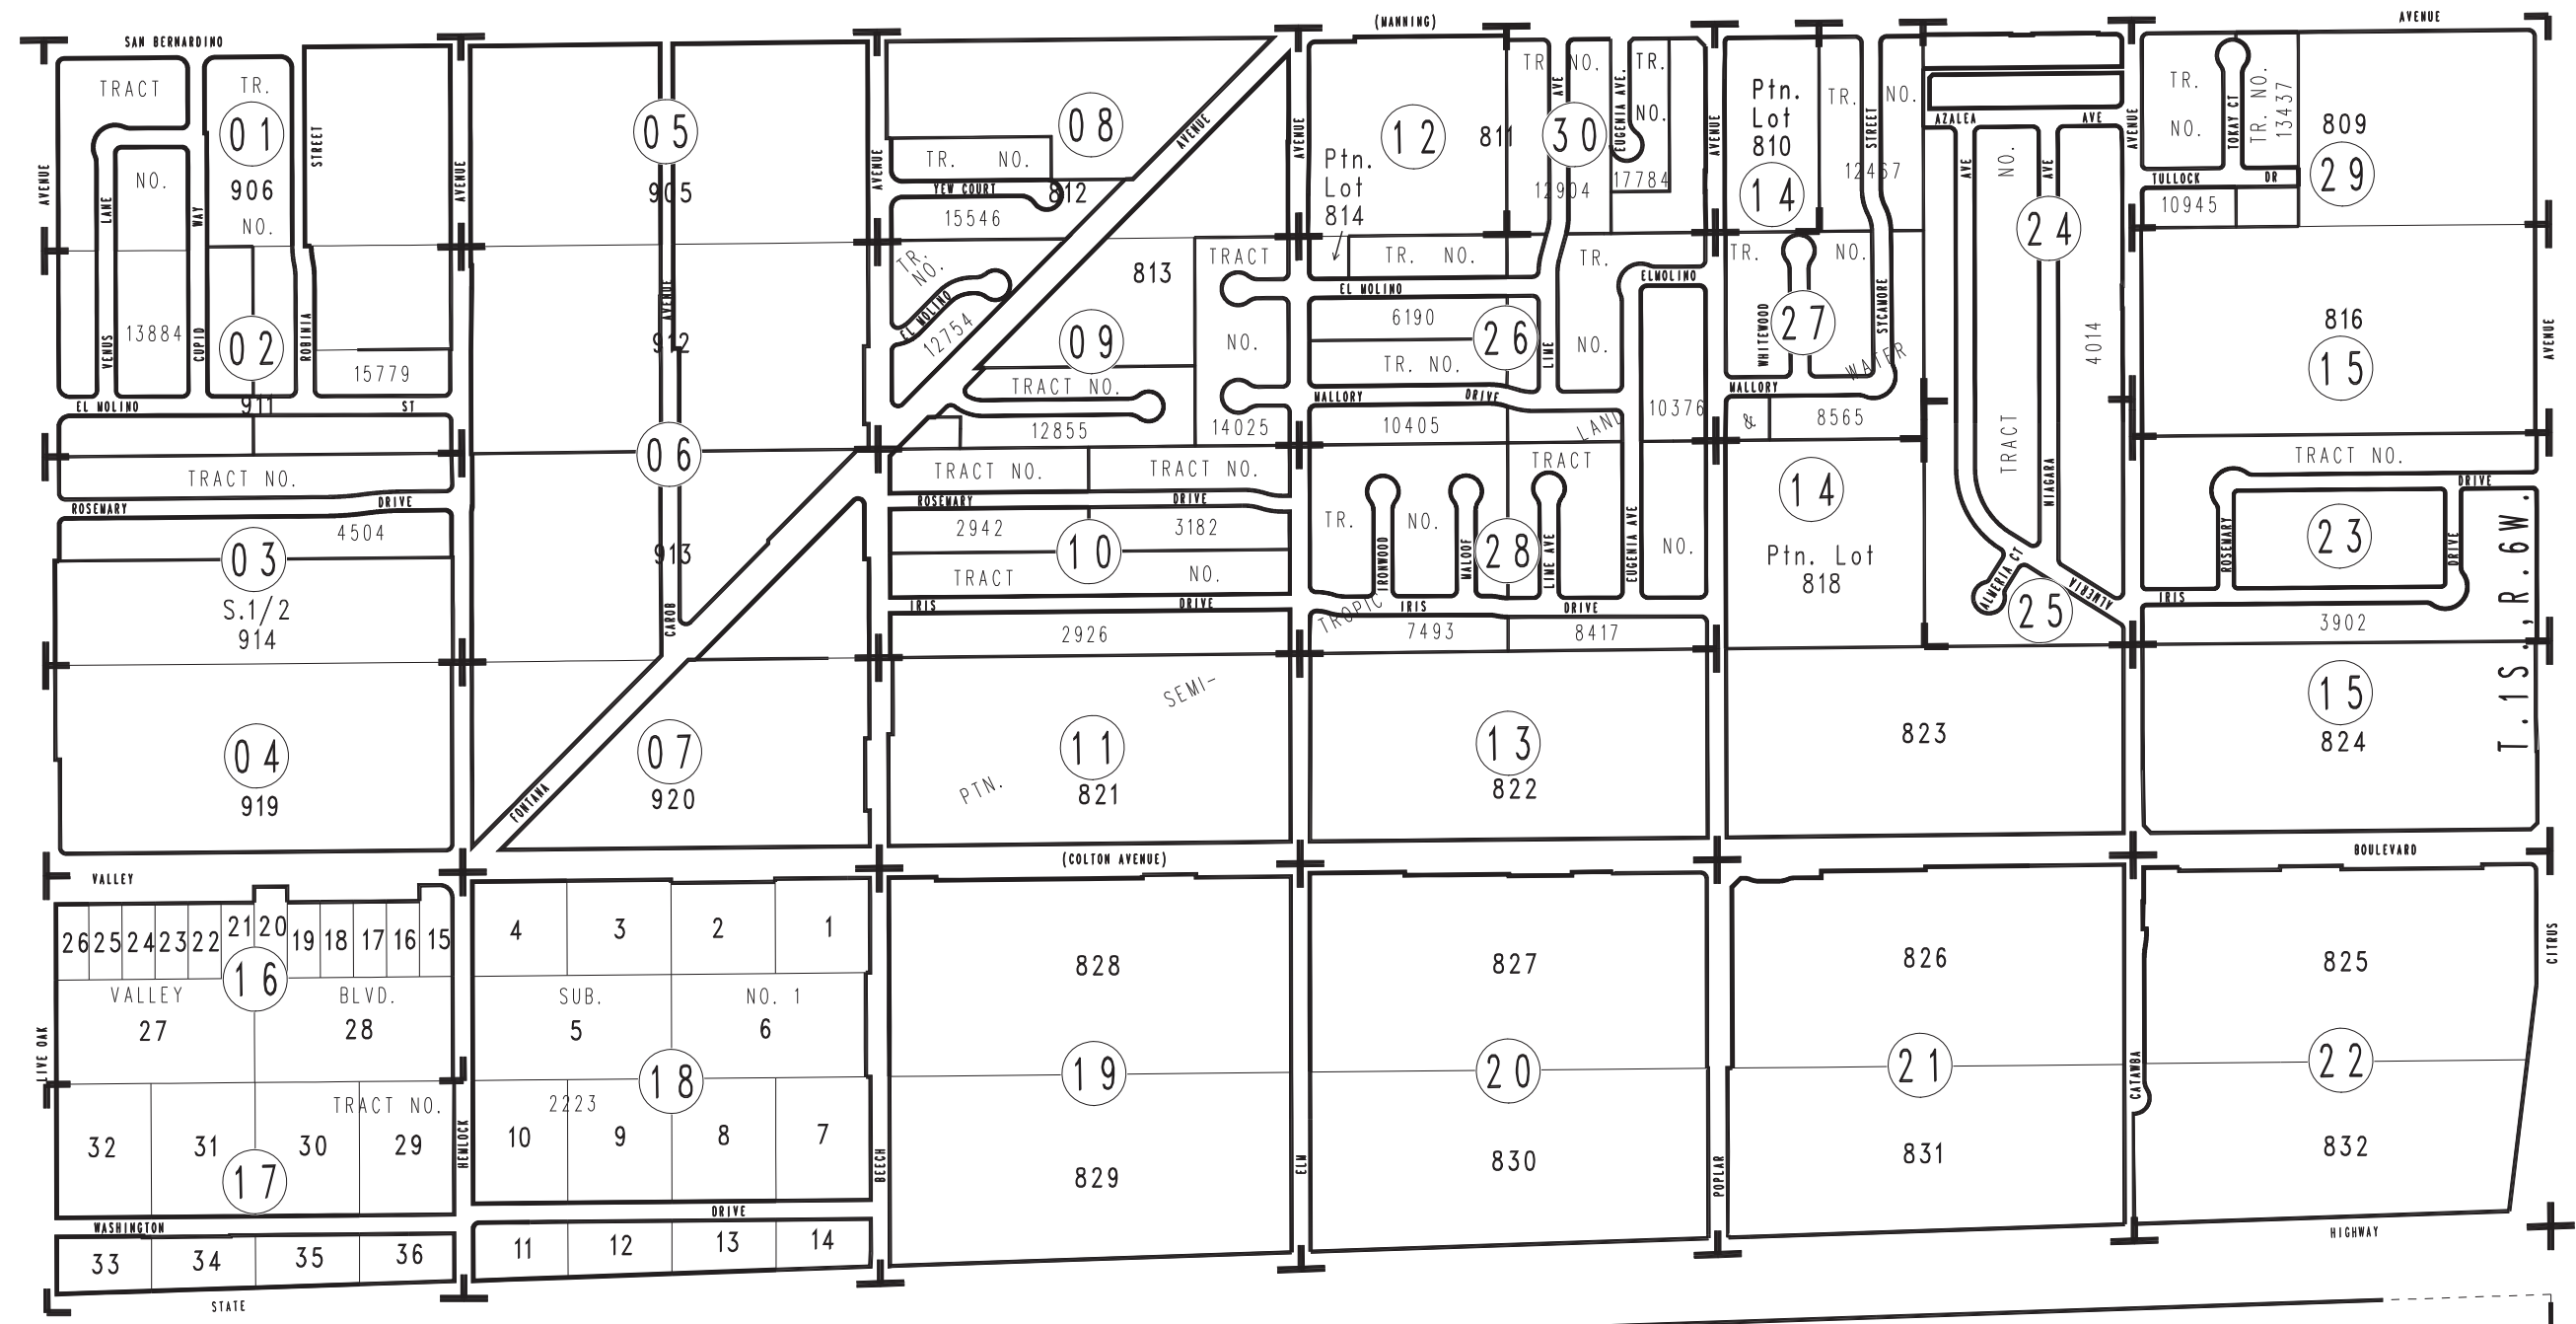 SAN BERNARDINO
(MANNING)
AVENUE
TRACT
TR.
01
906
NO.
NO.
13884
AVENUE
LANE
VENUS
WAY
CUPID
STREET
ROBINIA
02
911
15779
EL MOLINO
ST
TRACT NO.
ROSEMARY
DRIVE
4504
03
S.1/2
914
04
919
AVENUE
05
905
AVENUE
912
06
913
CAROB
FONTANA
07
920
AVENUE
08
TR. NO.
YEW COURT
812
15546
AVENUE
TR.
NO.
EL MOLINO
12754
813
09
TRACT NO.
12855
TRACT
NO.
14025
TRACT NO.
TRACT NO.
ROSEMARY
DRIVE
2942
3182
10
TRACT
NO.
IRIS
DRIVE
2926
SEMI-
PTN.
11
821
AVENUE
12
811
Ptn.
Lot
814
TR. NO.
30
AVE
EUGENIA AVE.
12904
TR.
NO.
17784
TR. NO.
EL MOLINO
6190
26
TR. NO.
MALLORY
DRIVE
10405
LIME
TR.
NO.
ELMOLINO
10376
LAND
TRACT
TR. NO.
IRONWOOD
MALOOF
28
LIME AVE
EUGENIA AVE
NO.
TROPIC
IRIS
DRIVE
7493
8417
13
822
AVENUE
Ptn.
Lot
810
14
TR. NO.
STREET
12467
TR. NO.
WHITEWOOD
27
SYCAMORE
WATER
MALLORY
&
8565
14
Ptn. Lot
818
823
AZALEA
AVE
AVE
NO.
AVE
24
4014
TRACT
NIAGARA
ALMERIA CT
25
ALMERIA
AVENUE
TR.
NO.
TOKAY CT
TR. NO.
13437
809
29
TULLOCK
DR
10945
816
15
AVENUE
TRACT NO.
DRIVE
ROSEMARY
23
DRIVE
IRIS
3902
T.1S., R.6W.
15
824
VALLEY
(COLTON AVENUE)
BOULEVARD
26 25 24 23 22 21 20 19 18 17 16 15
16
VALLEY
BLVD.
27
28
LIVE OAK
TRACT NO.
32 31 30 29
17
HEMLOCK
WASHINGTON
33 34 35 36
STATE
4 3 2 1
SUB.
NO. 1
5
6
18
2223
10 9 8 7
DRIVE
11 12 13 14
BEECH
828
19
829
ELM
827
20
830
POPLAR
826
21
831
CATAWBA
825
22
832
CITRUS
HIGHWAY